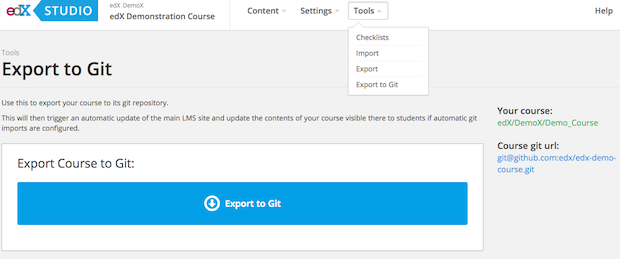 edX STUDIO
edX DemoX
edX Demonstration Course
Content
Settings
Tools
Help
Checklists
Import
Export
Export to Git
Tools
Export to Git
Use this to export your course to its git repository.
This will then trigger an automatic update of the main LMS site and update the contents of your course visible there to students if automatic git
imports are configured.
Export Course to Git:
Export to Git
Your course:
edX/DemoX/Demo_Course
Course git url:
git@github.com:edx/edx-demo-
course.git